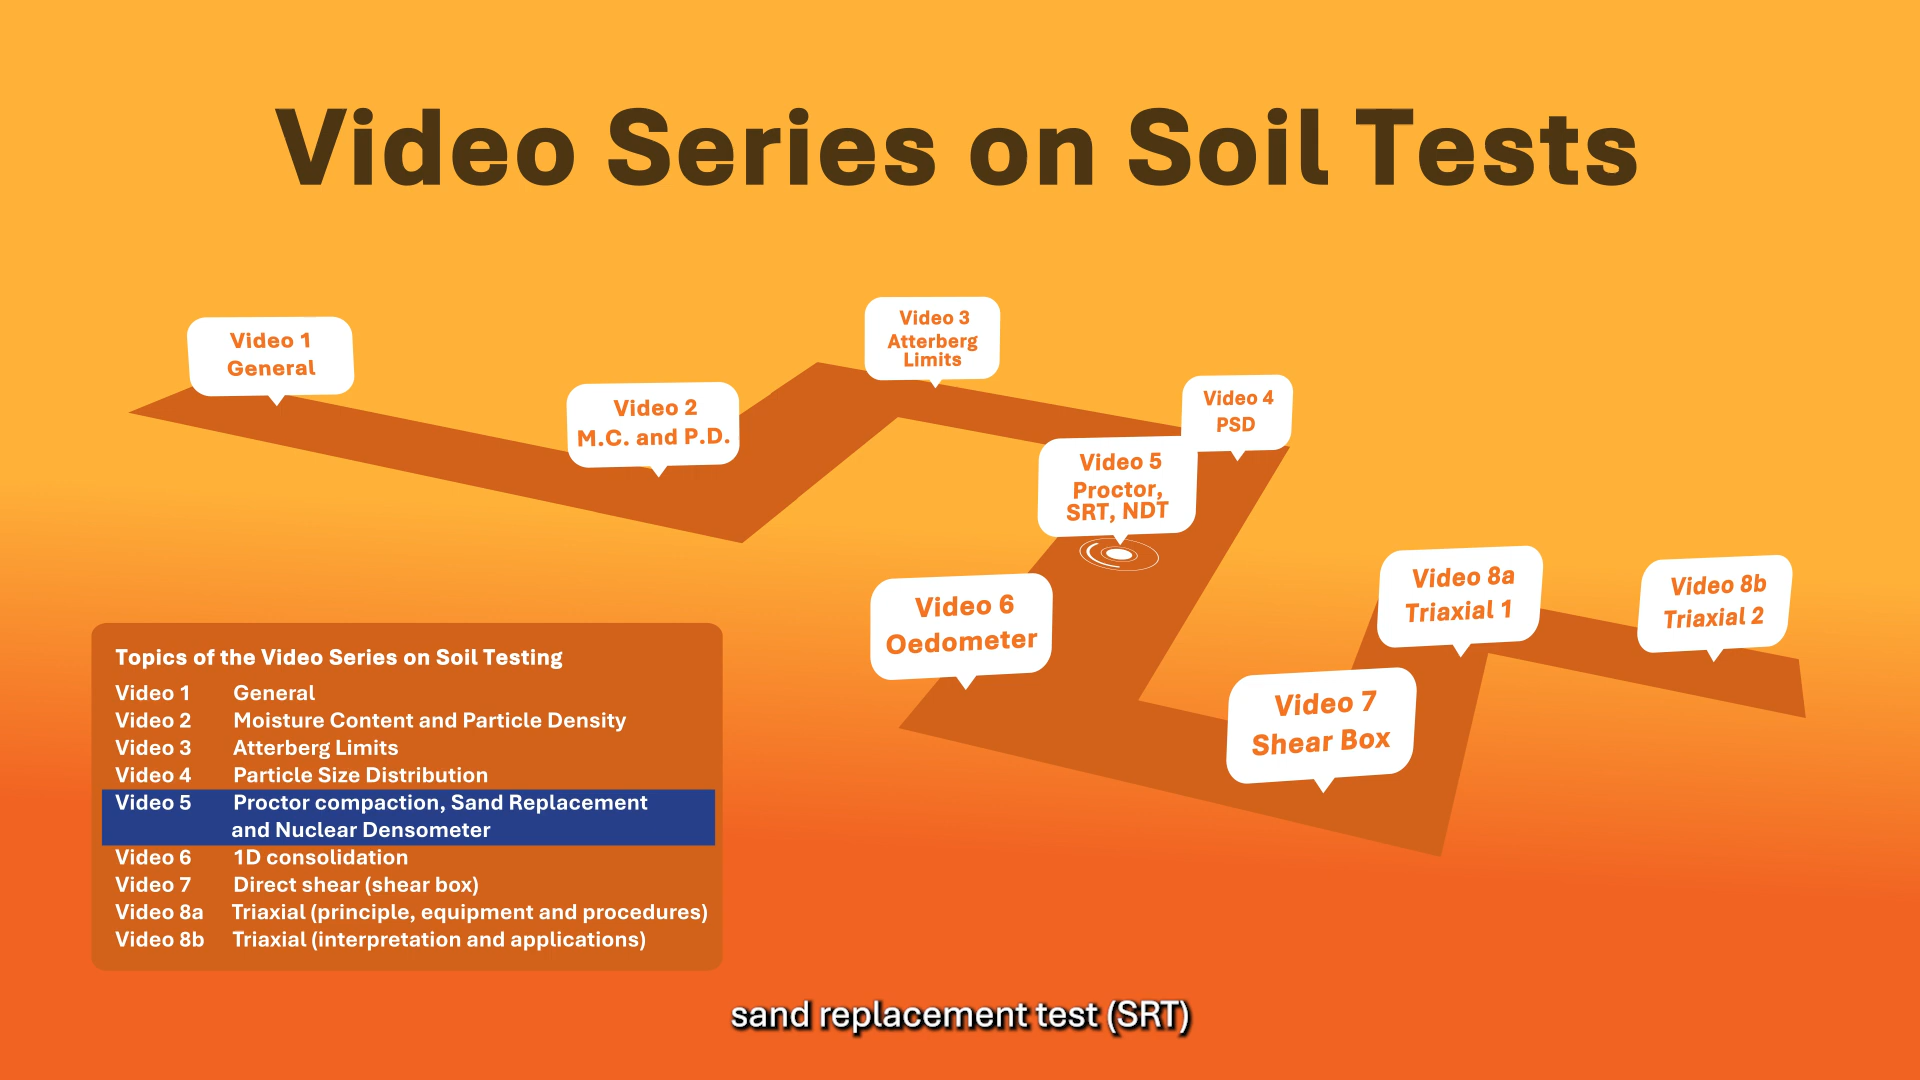 Video Series on Soil Tests
Video 1
General
Video 2
M.C. and P.D.
Video 3
Atterberg
Limits
Video 4
PSD
Video 5
Proctor,
SRT, NDT
Video 6
Oedometer
Video 7
Shear Box
Video 8a
Triaxial 1
Video 8b
Triaxial 2
Topics of the Video Series on Soil Testing
Video 1 General
Video 2 Moisture Content and Particle Density
Video 3 Atterberg Limits
Video 4 Particle Size Distribution
Video 5 Proctor compaction, Sand Replacement
and Nuclear Densometer
Video 6 1D consolidation
Video 7 Direct shear (shear box)
Video 8a Triaxial (principle, equipment and procedures)
Video 8b Triaxial (interpretation and applications)
sand replacement test (SRT)